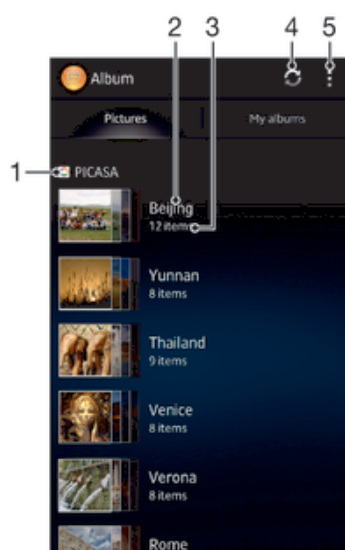 2 3 4 5
Album
Pictures My albums
1 PICASA
Beijing
12 items
Yunnan
8 items
Thailand
9 items
Venice
8 items
Verona
8 items
Rome